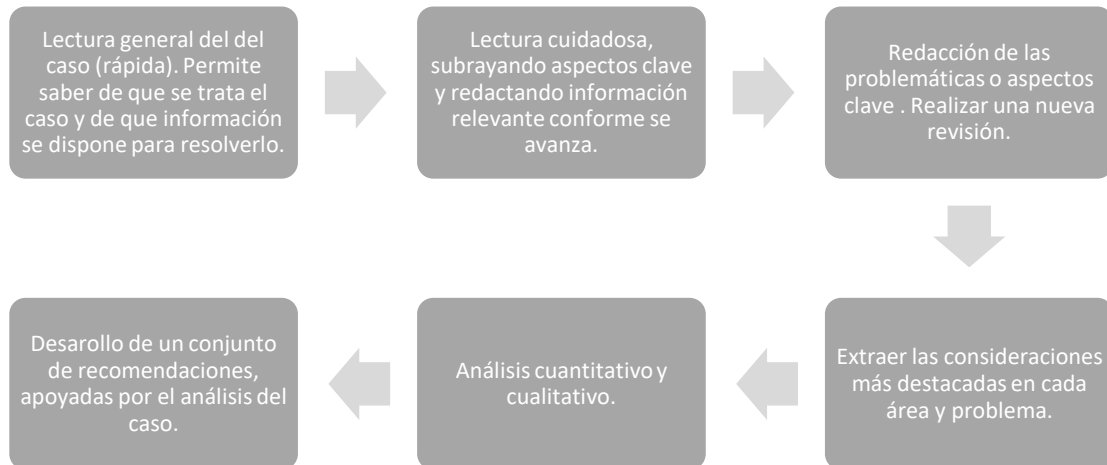 Lectura general del del
caso (rápida). Permite
saber de que se trata el
caso y de que información
se dispone para resolverlo.
Lectura cuidadosa,
subrayando aspectos clave
y redactando información
relevante conforme se
avanza.
Redacción de las
problemáticas o aspectos
clave . Realizar una nueva
revisión.
Extraer las consideraciones
más destacadas en cada
área y problema.
Análisis cuantitativo y
cualitativo.
Desarollo de un conjunto
de recomendaciones,
apoyadas por el análisis del
caso.